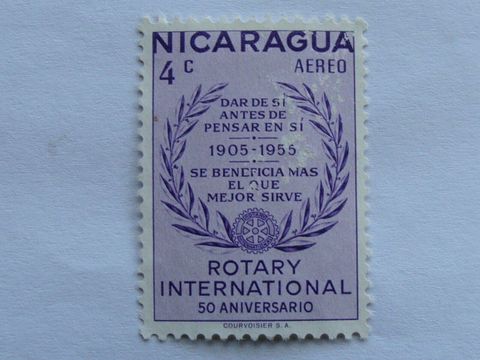 NICARAGUA
4 C AEREO
DAR DE SÍ
ANTES DE
PENSAR EN SÍ
1905-1955
SE BENEFICIA MAS
EL QUE
MEJOR SIRVE
ROTARY
INTERNATIONAL
50 ANIVERSARIO
COURVOISIER S.A.